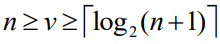 n ≥ v ≥ ⌈log₂(n+1)⌉